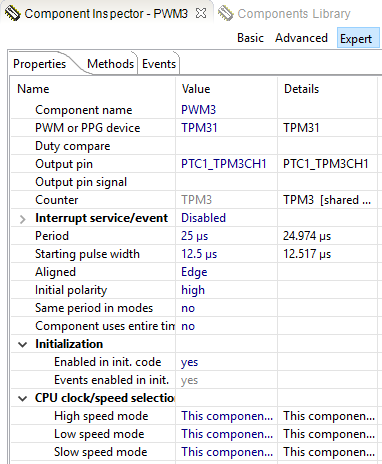 Component Inspector - PWM3 Components Library
Basic Advanced Expert
Properties Methods Events
Name Value Details
Component name PWM3
PWM or PPG device TPM31 TPM31
Duty compare
Output pin PTC1_TPM3CH1 PTC1_TPM3CH1
Output pin signal
Counter TPM3 TPM3 [shared ...
Interrupt service/event Disabled
Period 25 µs 24.974 µs
Starting pulse width 12.5 µs 12.517 µs
Aligned Edge
Initial polarity high
Same period in modes no
Component uses entire tim no
Initialization
Enabled in init. code yes
Events enabled in init. yes
CPU clock/speed selectio
High speed mode This componen... This componen...
Low speed mode This componen... This componen...
Slow speed mode This componen... This componen...